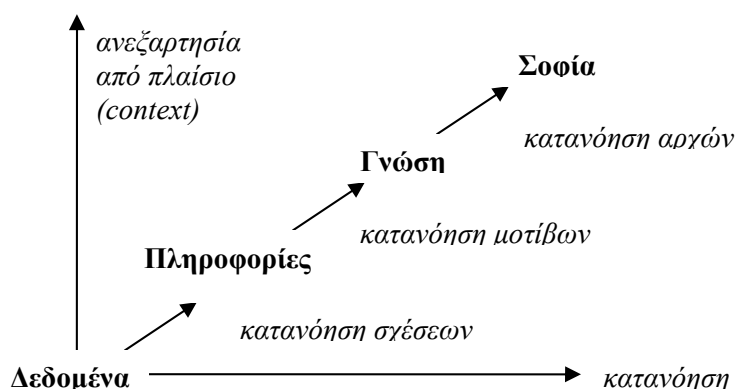 ανεξαρτησία
από πλαίσιο
(context)
Σοφία
κατανόηση αρχών
Γνώση
κατανόηση μοτίβων
Πληροφορίες
κατανόηση σχέσεων
Δεδομένα
κατανόηση